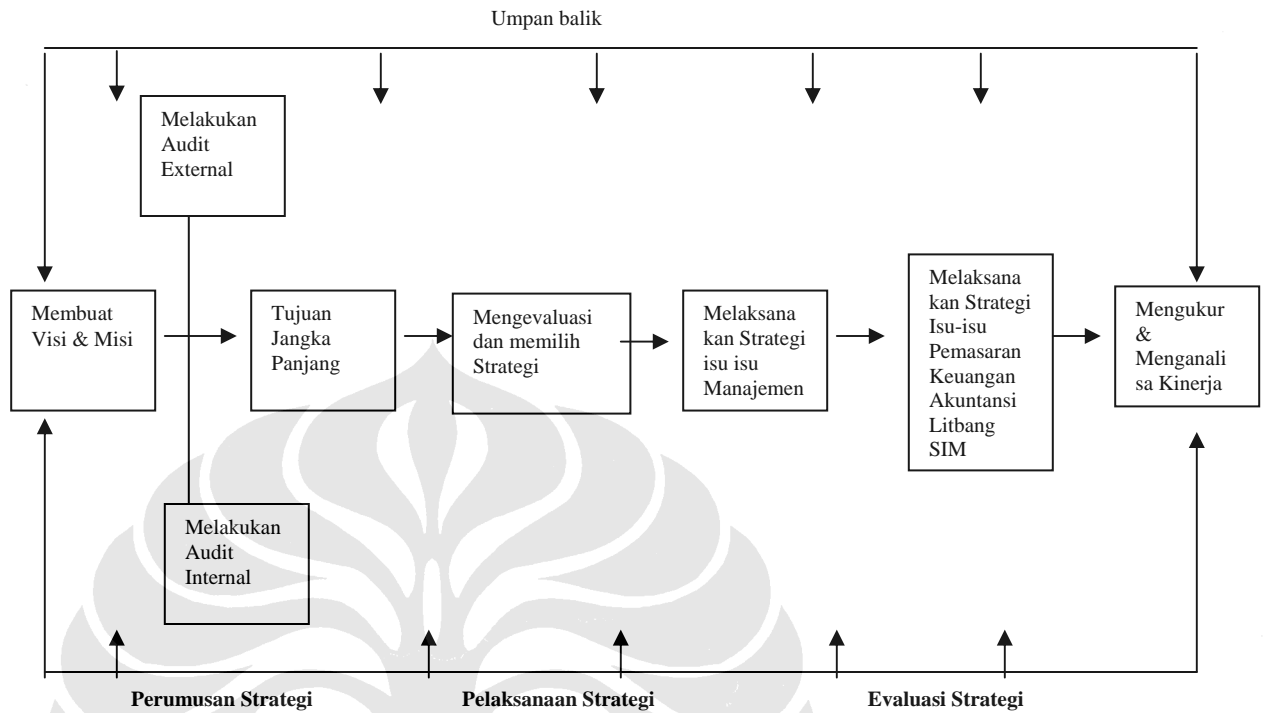 Umpan balik
Melakukan
Audit
External
Membuat
Visi & Misi
Tujuan
Jangka
Panjang
Mengevaluasi
dan memilih
Strategi
Melaksana
kan Strategi
isu isu
Manajemen
Melaksana
kan Strategi
Isu-isu
Pemasaran
Keuangan
Akuntansi
Litbang
SIM
Mengukur
&
Menganali
sa Kinerja
Melakukan
Audit
Internal
Perumusan Strategi
Pelaksanaan Strategi
Evaluasi Strategi